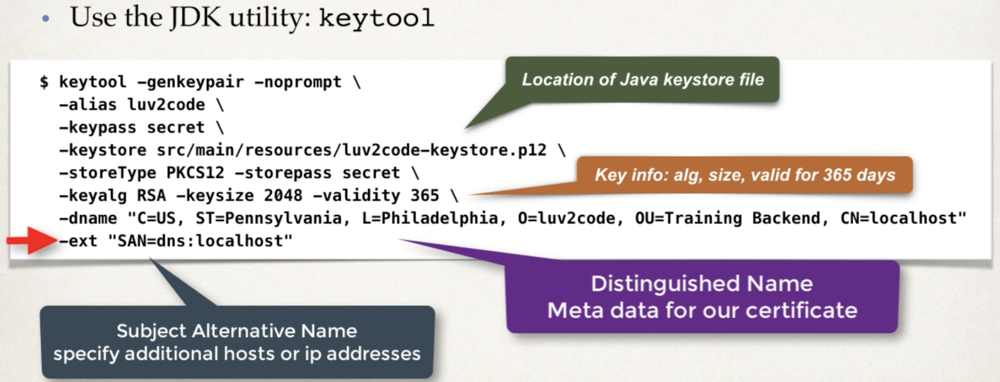 • Use the JDK utility: keytool
$ keytool -genkeypair -noprompt \
Location of Java keystore file
-alias luv2code \
-keypass secret \
-keystore src/main/resources/luv2code-keystore.p12 \
-storeType PKCS12 -storepass secret \
Key info: alg, size, valid for 365 days
-keyalg RSA -keysize 2048 -validity 365 \
-dname "C=US, ST=Pennsylvania, L=Philadelphia, O=luv2code, OU=Training Backend, CN=localhost"
-ext "SAN=dns:localhost"
Distinguished Name
Meta data for our certificate
Subject Alternative Name
specify additional hosts or ip addresses